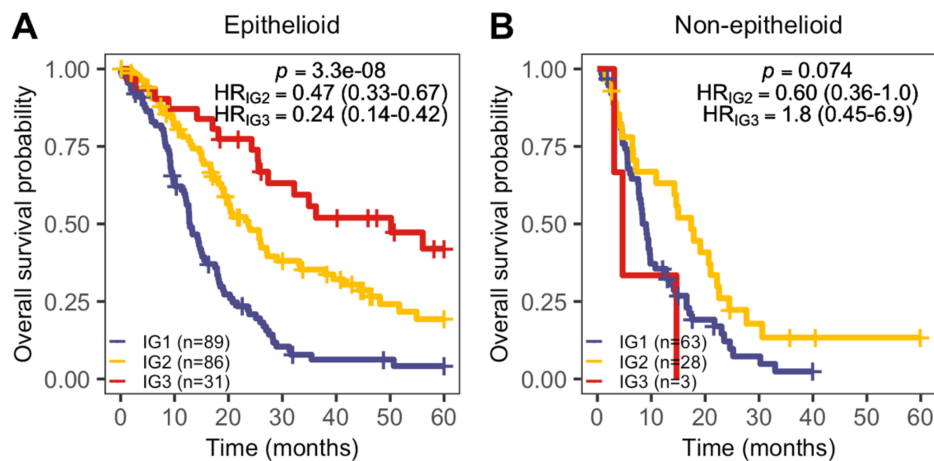 A
Epithelioid
p = 3.3e-08
HRIG2 = 0.47 (0.33-0.67)
HRIG3 = 0.24 (0.14-0.42)
Overall survival probability
1.00
0.75
0.50
0.25
0.00
IG1 (n=89)
IG2 (n=86)
IG3 (n=31)
0 10 20 30 40 50 60
Time (months)
B
Non-epithelioid
p = 0.074
HRIG2 = 0.60 (0.36-1.0)
HRIG3 = 1.8 (0.45-6.9)
Overall survival probability
1.00
0.75
0.50
0.25
0.00
IG1 (n=63)
IG2 (n=28)
IG3 (n=3)
0 10 20 30 40 50 60
Time (months)